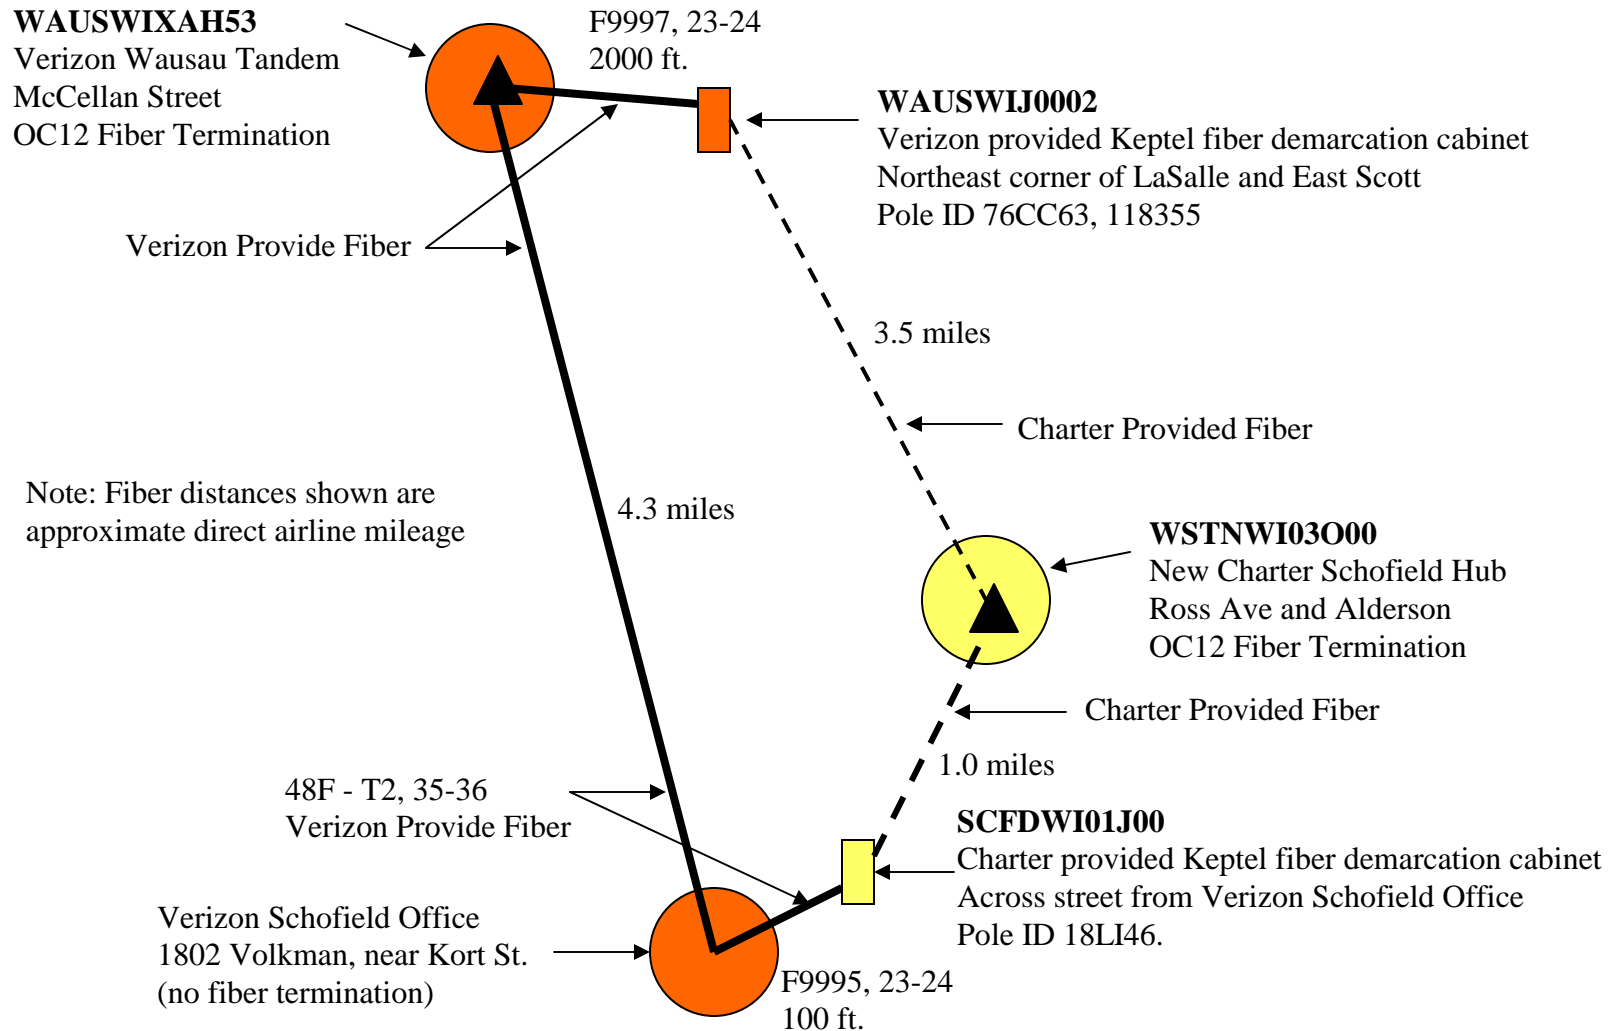 WAUSWIXAH53
Verizon Wausau Tandem
McCellan Street
OC12 Fiber Termination
F9997, 23-24
2000 ft.
WAUSWIJ0002
Verizon provided Keptel fiber demarcation cabinet
Northeast corner of LaSalle and East Scott
Pole ID 76CC63, 118355
Verizon Provide Fiber
3.5 miles
Charter Provided Fiber
Note: Fiber distances shown are
approximate direct airline mileage
4.3 miles
WSTNWI03O00
New Charter Schofield Hub
Ross Ave and Alderson
OC12 Fiber Termination
Charter Provided Fiber
1.0 miles
48F - T2, 35-36
Verizon Provide Fiber
SCFDWI01J00
Charter provided Keptel fiber demarcation cabinet
Across street from Verizon Schofield Office
Pole ID 18LI46.
Verizon Schofield Office
1802 Volkman, near Kort St.
(no fiber termination)
F9995, 23-24
100 ft.